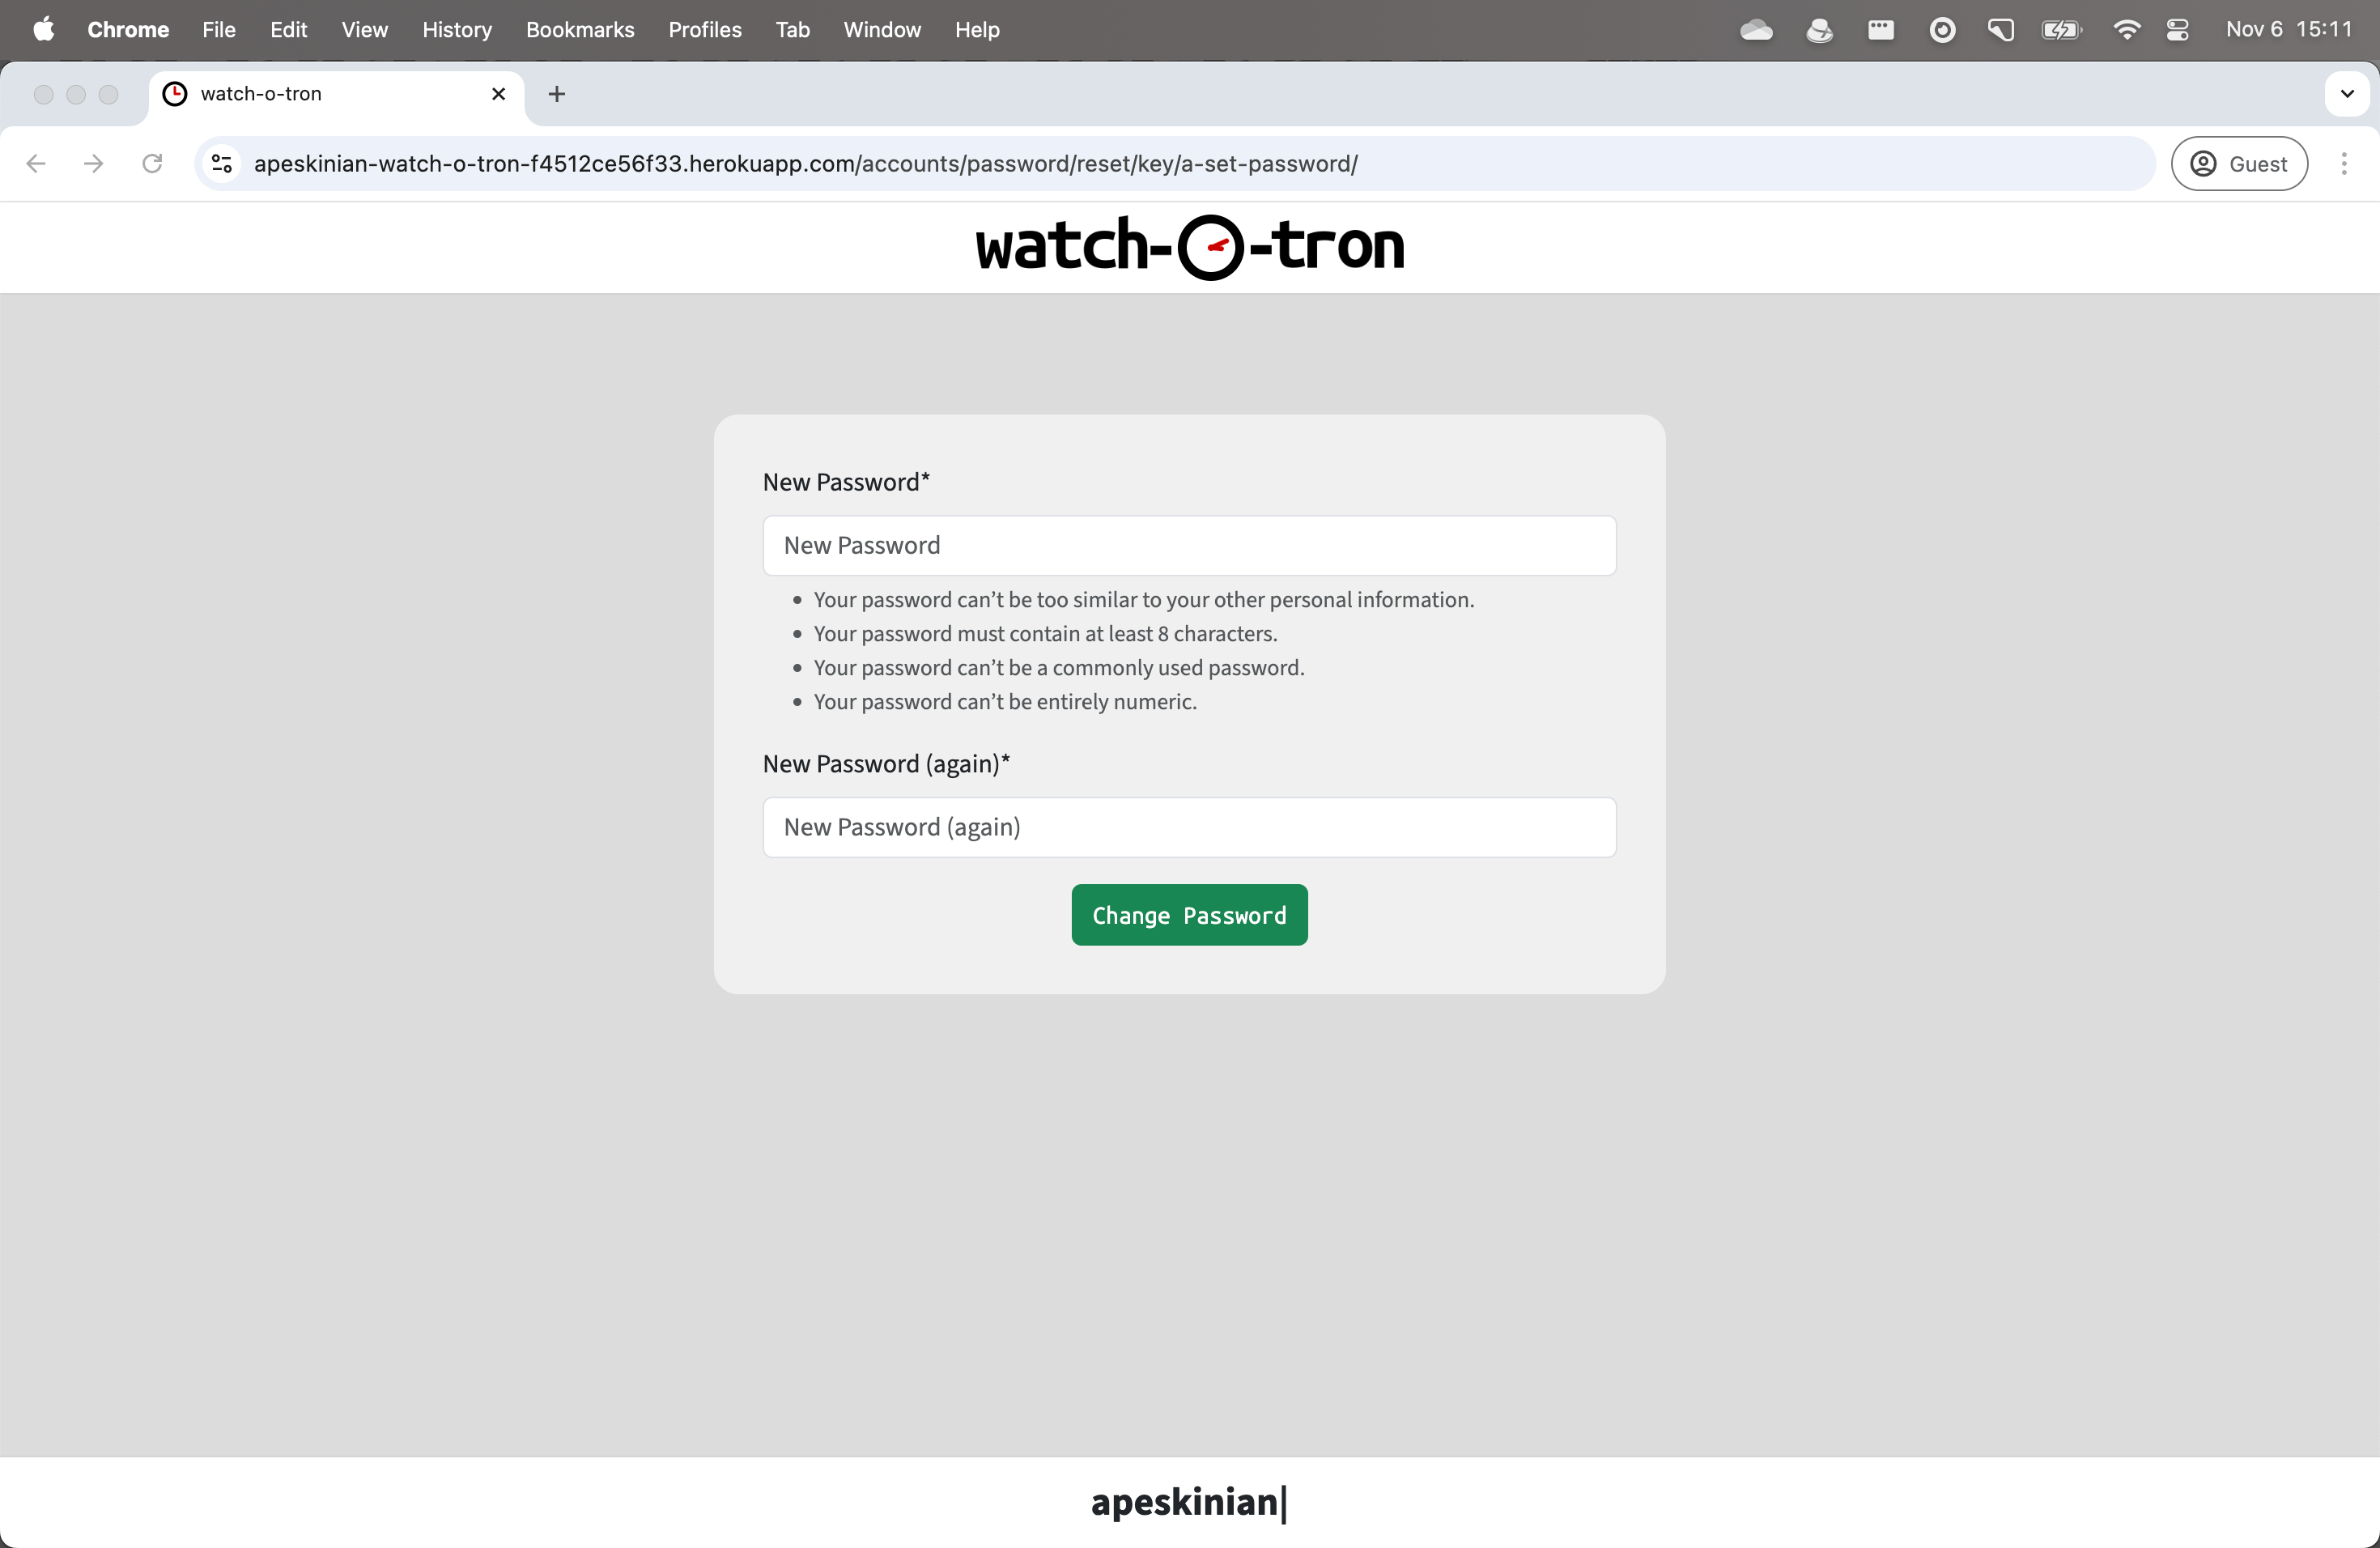 Chrome File Edit View History Bookmarks Profiles Tab Window Help Nov 6 15:11
watch-o-tron
apeskinian-watch-o-tron-f4512ce56f33.herokuapp.com/accounts/password/reset/key/a-set-password/ Guest
watch-o-tron
New Password*
New Password
• Your password can’t be too similar to your other personal information.
• Your password must contain at least 8 characters.
• Your password can’t be a commonly used password.
• Your password can’t be entirely numeric.
New Password (again)*
New Password (again)
Change Password
apeskinian|